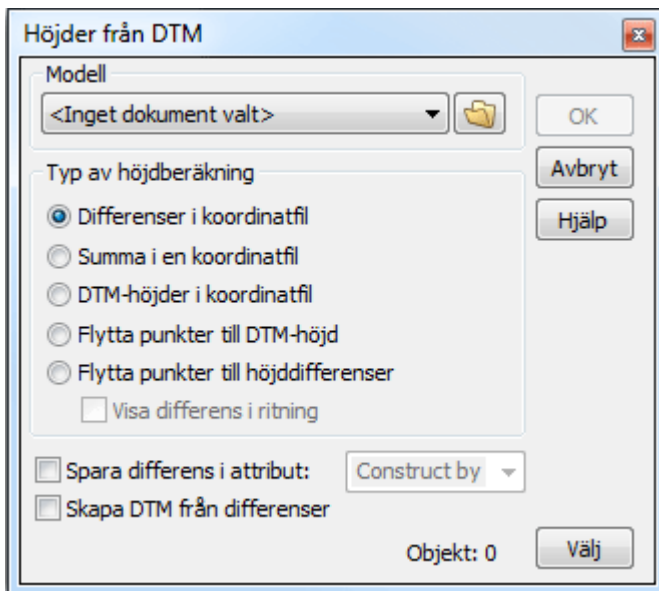 Höjder från DTM
Modell
<Inget dokument valt>
OK
Typ av höjdberäkning
Avbryt
Differenser i koordinatfil
Hjälp
Summa i en koordinatfil
DTM-höjder i koordinatfil
Flytta punkter till DTM-höjd
Flytta punkter till höjddifferenser
Visa differens i ritning
Spara differens i attribut:
Construct by
Skapa DTM från differenser
Objekt: 0
Välj